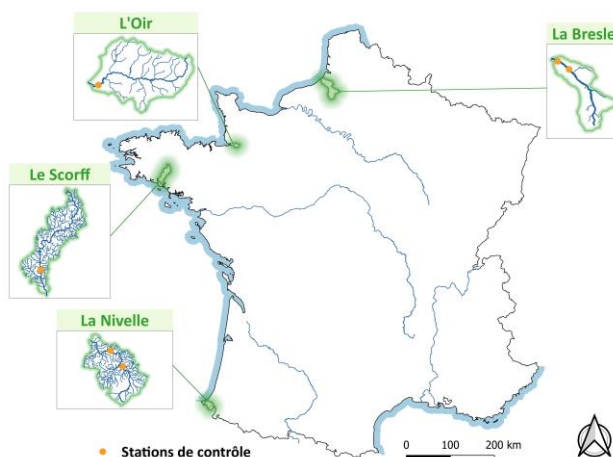 L'Oir
La Bresle
Le Scorff
La Nivelle
Stations de contrôle
0 100 200 km